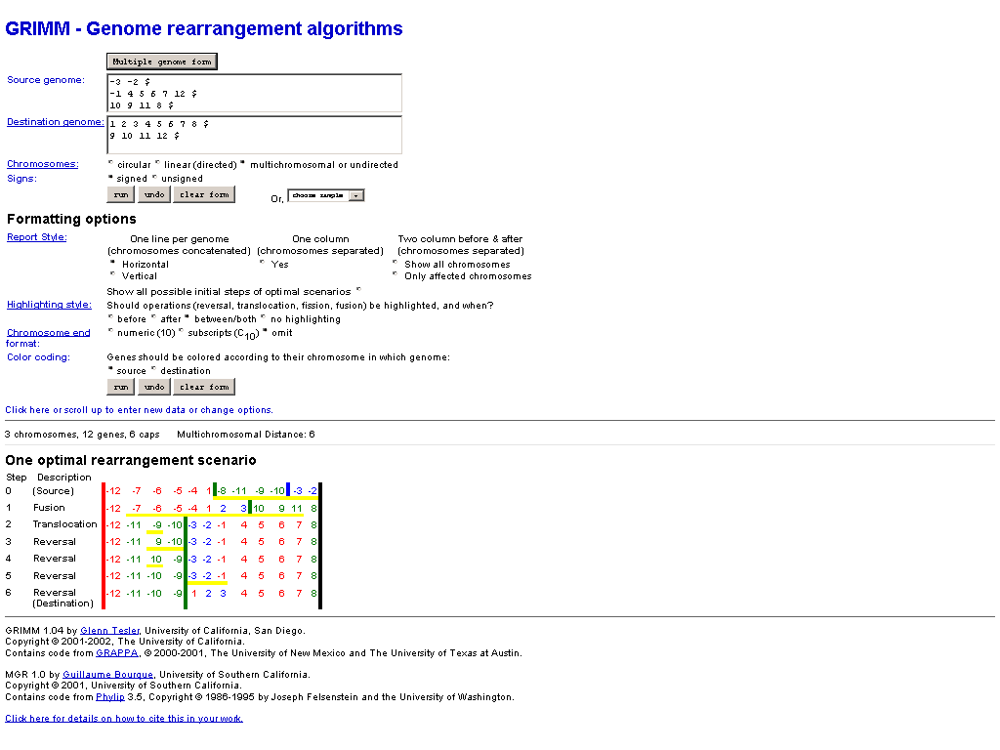 GRIMM - Genome rearrangement algorithms
Multiple genome form
Source genome:
-3 -2 $
-1 4 5 6 7 12 $
10 9 11 8 $
Destination genome:
1 2 3 4 5 6 7 8 $
9 10 11 12 $
Chromosomes: circular linear (directed) multichromosomal or undirected
Signs: signed unsigned
run undo clear form Or, choose sample
Formatting options
Report Style: One line per genome One column Two column before & after
(chromosomes concatenated) (chromosomes separated) (chromosomes separated)
Horizontal Yes Show all chromosomes
Vertical Only affected chromosomes
Show all possible initial steps of optimal scenarios
Highlighting style: Should operations (reversal, translocation, fission, fusion) be highlighted, and when?
before after between/both no highlighting
Chromosome end format: numeric (10) subscripts (C10) omit
Color coding: Genes should be colored according to their chromosome in which genome:
source destination
run undo clear form
Click here or scroll up to enter new data or change options.
3 chromosomes, 12 genes, 6 caps Multichromosomal Distance: 6
One optimal rearrangement scenario
Step Description
0 (Source) -12 -7 -6 -5 -4 1 -8 -11 -9 -10 -3 -2
1 Fusion -12 -7 -6 -5 -4 1 2 3 10 9 11 8
2 Translocation -12 -11 -9 -10 -3 -2 -1 4 5 6 7 8
3 Reversal -12 -11 9 -10 -3 -2 -1 4 5 6 7 8
4 Reversal -12 -11 10 -9 -3 -2 -1 4 5 6 7 8
5 Reversal -12 -11 -10 -9 -3 -2 -1 4 5 6 7 8
6 Reversal -12 -11 -10 -9 1 2 3 4 5 6 7 8
(Destination)
GRIMM 1.04 by Glenn Tesler, University of California, San Diego.
Copyright © 2001-2002, The University of California.
Contains code from GRAPPA, © 2000-2001, The University of New Mexico and The University of Texas at Austin.
MGR 1.0 by Guillaume Bourque, University of Southern California.
Copyright © 2001, University of Southern California.
Contains code from Phylip 3.5, Copyright © 1986-1995 by Joseph Felsenstein and the University of Washington.
Click here for details on how to cite this in your work.